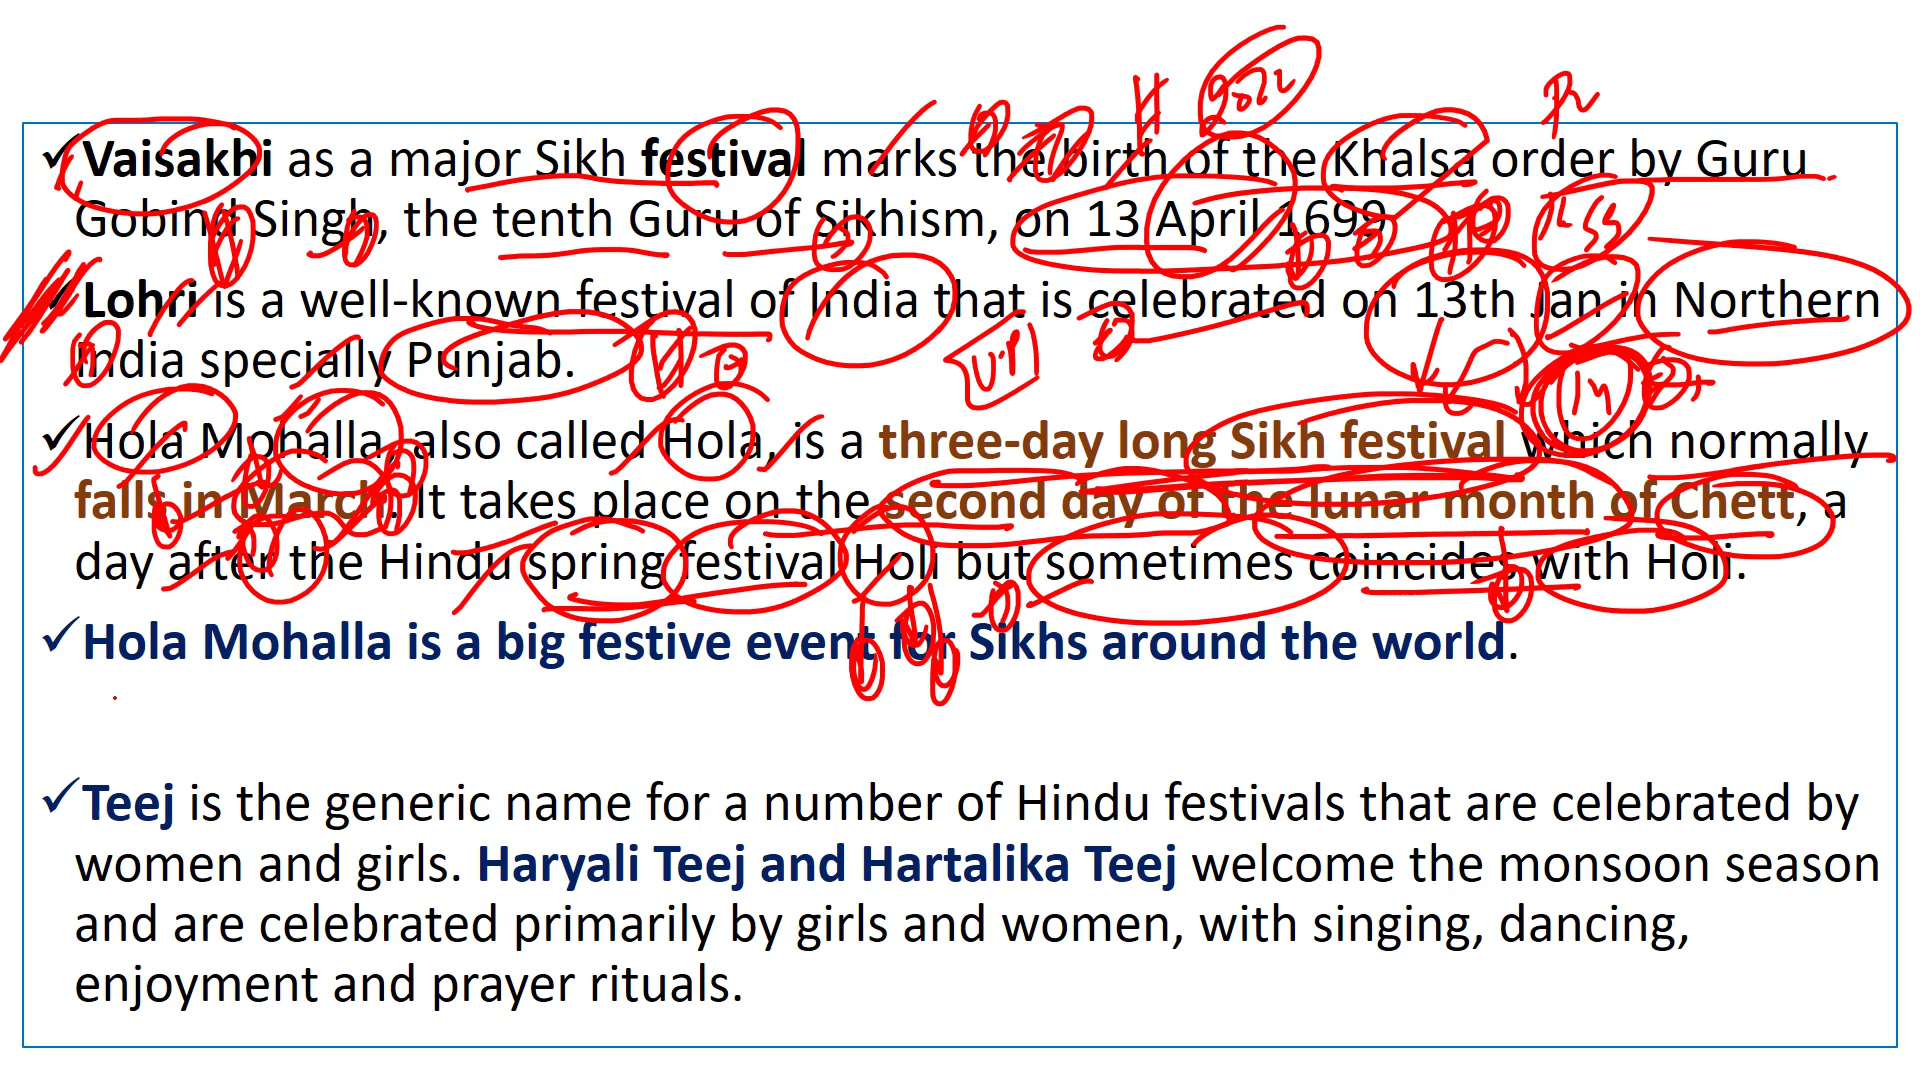 ✓Vaisakhi as a major Sikh festival marks the birth of the Khalsa order by Guru
Gobind Singh, the tenth Guru of Sikhism, on 13 April 1699
✓Lohri is a well-known festival of India that is celebrated on 13th Jan in Northern
India specially Punjab.
✓Hola Mohalla, also called Hola, is a three-day long Sikh festival which normally
falls in March. It takes place on the second day of the lunar month of Chett, a
day after the Hindu spring festival Holi but sometimes coincides with Holi.
✓Hola Mohalla is a big festive event for Sikhs around the world.
✓Teej is the generic name for a number of Hindu festivals that are celebrated by
women and girls. Haryali Teej and Hartalika Teej welcome the monsoon season
and are celebrated primarily by girls and women, with singing, dancing,
enjoyment and prayer rituals.